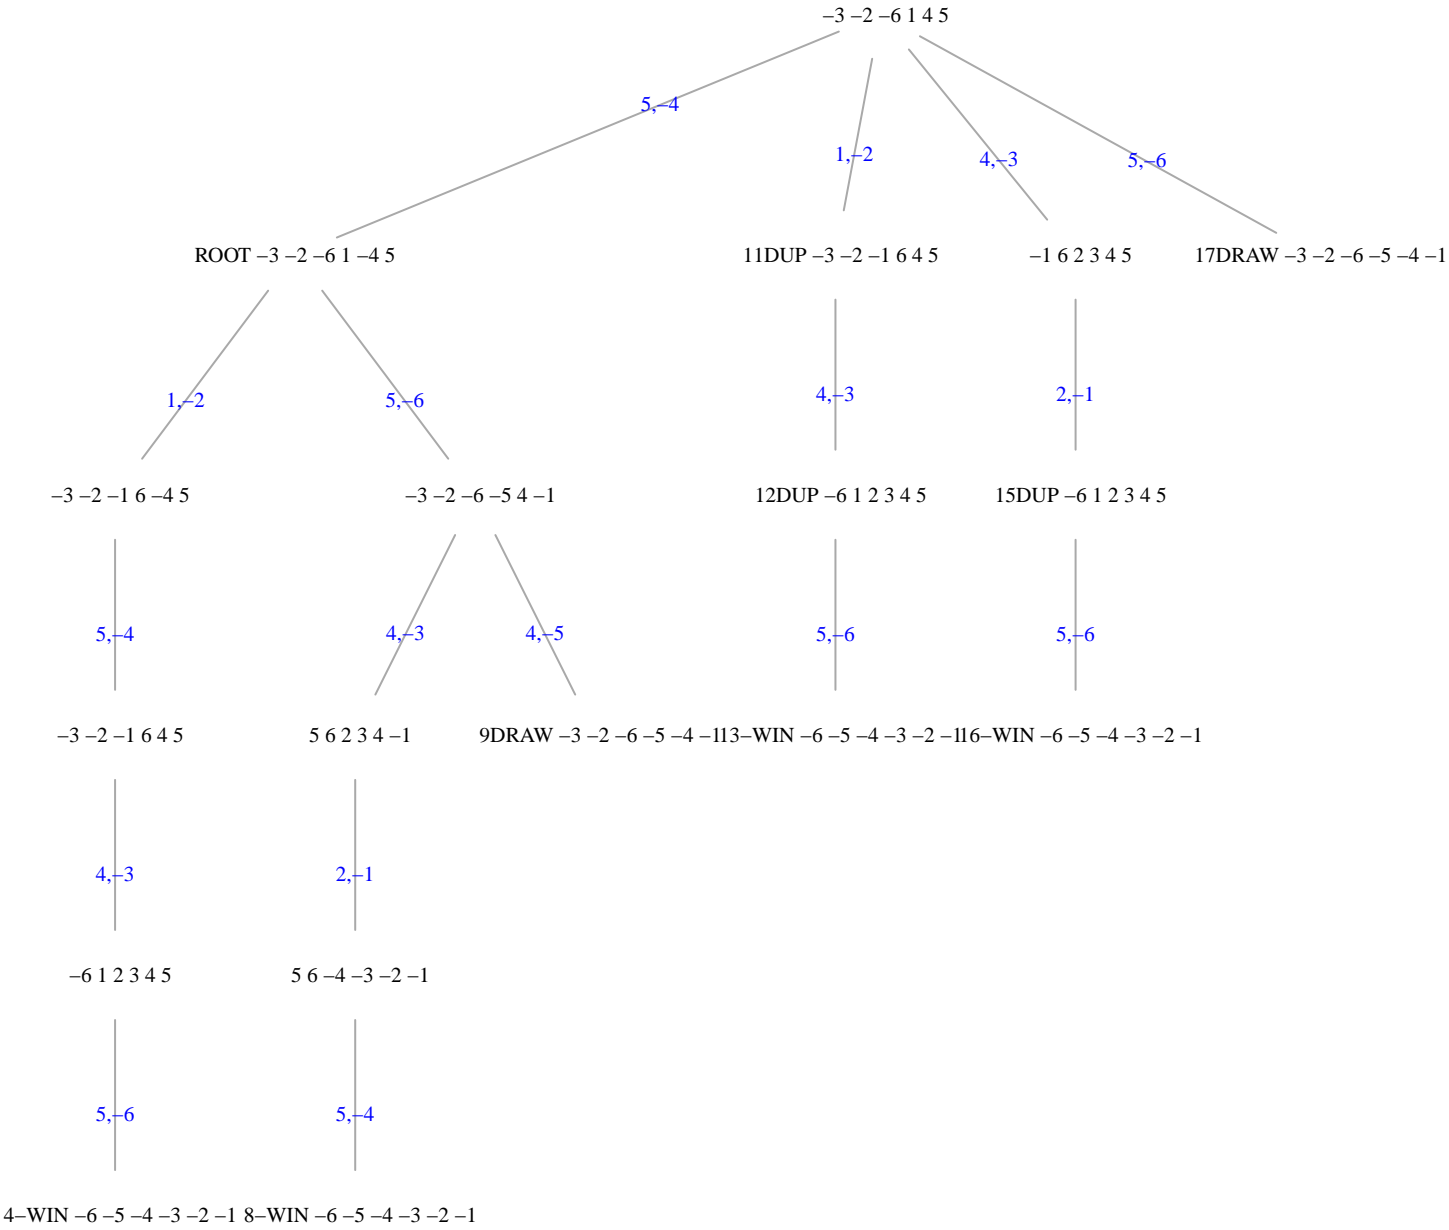 –3 –2 –6 1 4 5
5,–4
1,–2
4,–3
5,–6
ROOT –3 –2 –6 1 –4 5
11DUP –3 –2 –1 6 4 5
–1 6 2 3 4 5
17DRAW –3 –2 –6 –5 –4 –1
1,–2
5,–6
4,–3
2,–1
–3 –2 –1 6 –4 5
–3 –2 –6 –5 4 –1
12DUP –6 1 2 3 4 5
15DUP –6 1 2 3 4 5
5,–4
4,–3
4,–5
5,–6
5,–6
–3 –2 –1 6 4 5
5 6 2 3 4 –1
9DRAW –3 –2 –6 –5 –4 –1
13–WIN –6 –5 –4 –3 –2 –1
16–WIN –6 –5 –4 –3 –2 –1
4,–3
2,–1
–6 1 2 3 4 5
5 6 –4 –3 –2 –1
5,–6
5,–4
4–WIN –6 –5 –4 –3 –2 –1
8–WIN –6 –5 –4 –3 –2 –1